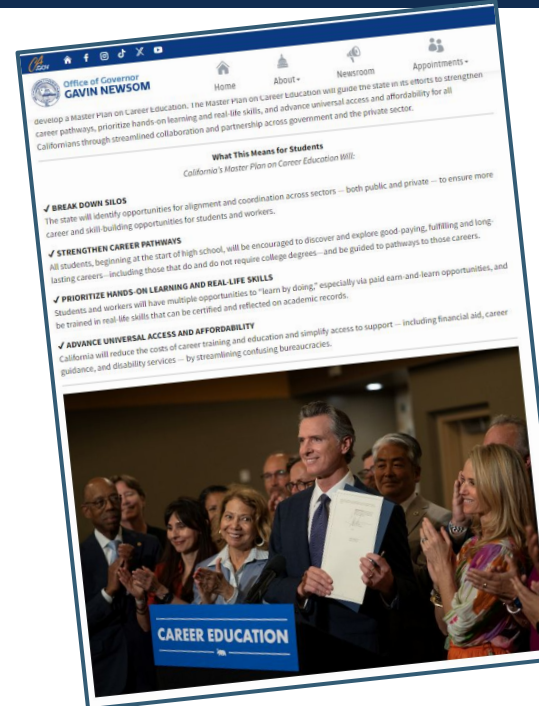 CA.GOV
Office of Governor
GAVIN NEWSOM
Home
About
Newsroom
Appointments
develop a Master Plan on Career Education. The Master Plan on Career Education will guide the state in its efforts to strengthen
career pathways, prioritize hands-on learning and real-life skills, and advance universal access and affordability for all
Californians through streamlined collaboration and partnership across government and the private sector.
What This Means for Students
California's Master Plan on Career Education Will:
✓ BREAK DOWN SILOS
The state will identify opportunities for alignment and coordination across sectors — both public and private — to ensure more
career and skill-building opportunities for students and workers.
✓ STRENGTHEN CAREER PATHWAYS
All students, beginning at the start of high school, will be encouraged to discover and explore good-paying, fulfilling and long-
lasting careers—including those that do and do not require college degrees—and be guided to pathways to those careers.
✓ PRIORITIZE HANDS-ON LEARNING AND REAL-LIFE SKILLS
Students and workers will have multiple opportunities to "learn by doing," especially via paid earn-and-learn opportunities, and
be trained in real-life skills that can be certified and reflected on academic records.
✓ ADVANCE UNIVERSAL ACCESS AND AFFORDABILITY
California will reduce the costs of career training and education and simplify access to support — including financial aid, career
guidance, and disability services — by streamlining confusing bureaucracies.
CAREER EDUCATION